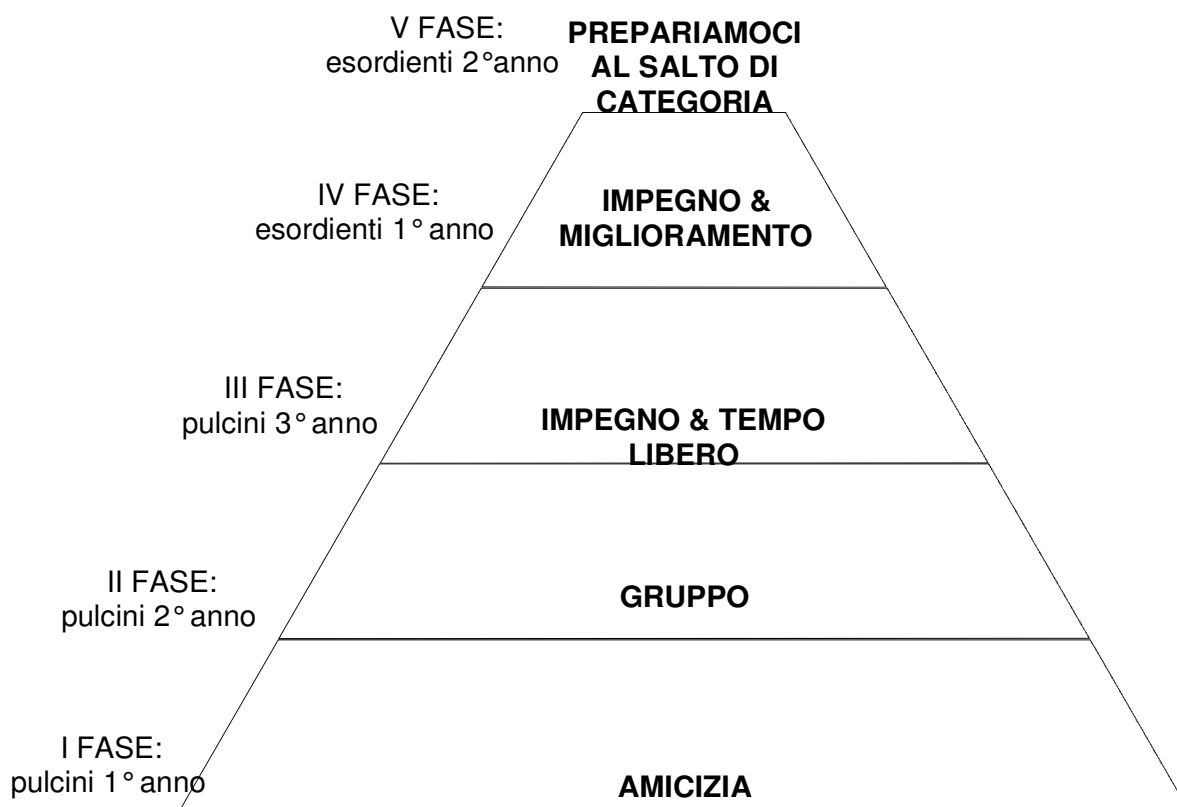 V FASE:
esordienti 2° anno
PREPARIAMOCI
AL SALTO DI
CATEGORIA
IV FASE:
esordienti 1° anno
IMPEGNO &
MIGLIORAMENTO
III FASE:
pulcini 3° anno
IMPEGNO & TEMPO
LIBERO
II FASE:
pulcini 2° anno
GRUPPO
I FASE:
pulcini 1° anno
AMICIZIA